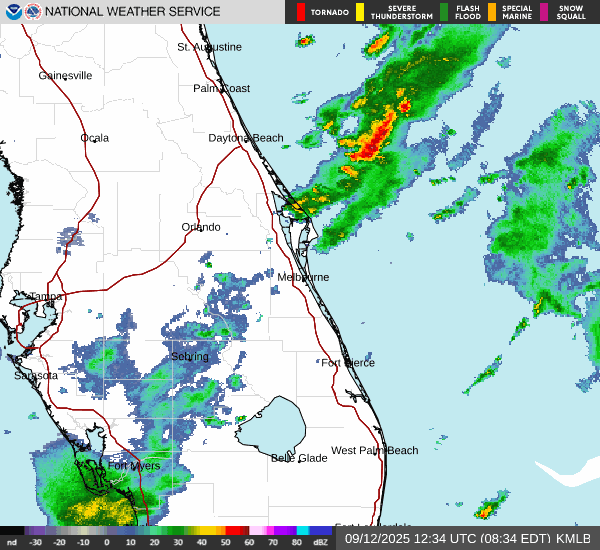 NATIONAL WEATHER SERVICE
TORNADO
SEVERE THUNDERSTORM
FLASH FLOOD
SPECIAL MARINE
SNOW SQUALL
St. Augustine
Gainesville
Palm Coast
Ocala
Daytona Beach
Orlando
Melbourne
Tampa
Sebring
Fort Pierce
Sarasota
West Palm Beach
Belle Glade
Fort Myers
nd -30 -20 -10 0 10 20 30 40 50 60 70 80 dBZ
09/12/2025 12:34 UTC (08:34 EDT) KMLB